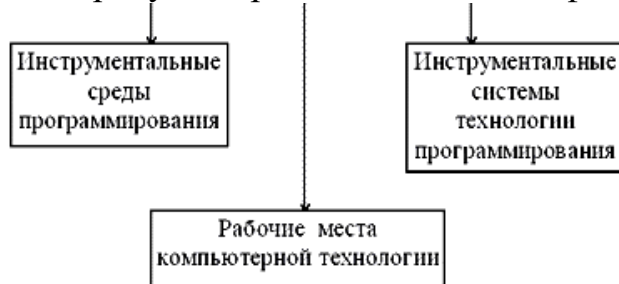 Инструментальные
среды
программирования
Инструментальные
системы
технологии
программирования
Рабочие места
компьютерной технологии